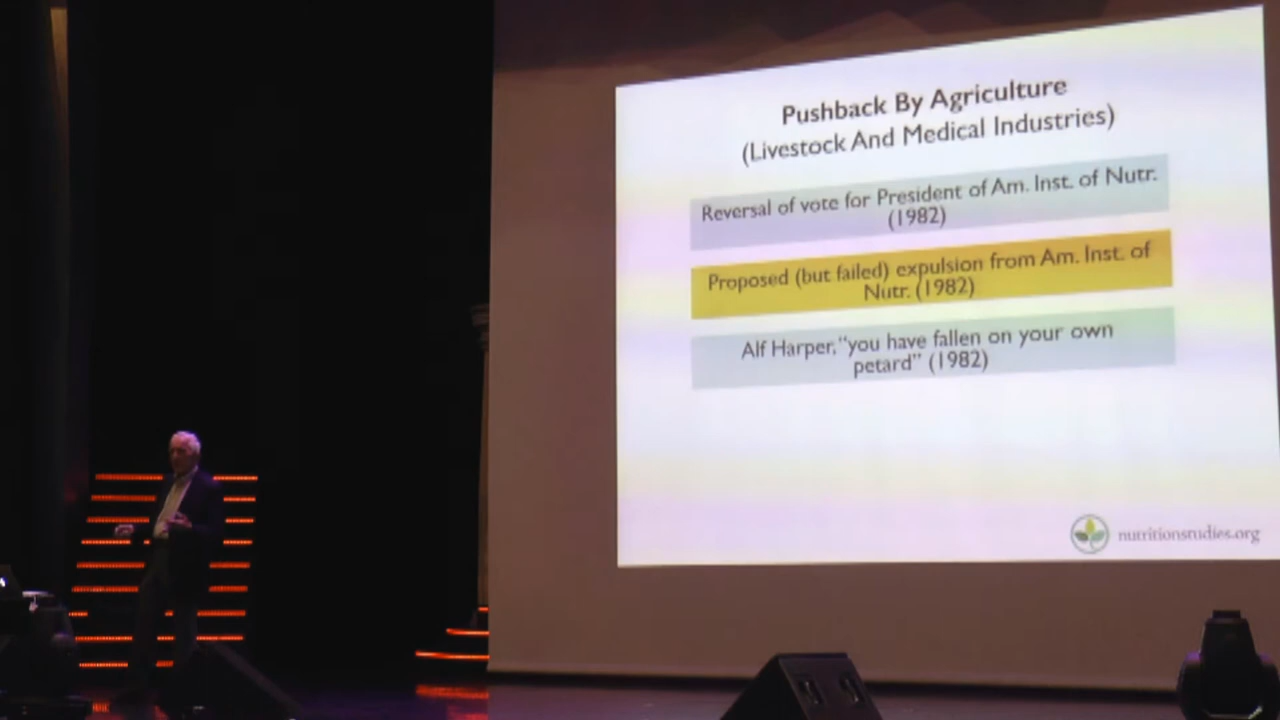 Pushback By Agriculture
(Livestock And Medical Industries)
Reversal of vote for President of Am. Inst. of Nutr.
(1982)
Proposed (but failed) expulsion from Am. Inst. of
Nutr. (1982)
Alf Harper, "you have fallen on your own
petard" (1982)
nutritionstudies.org